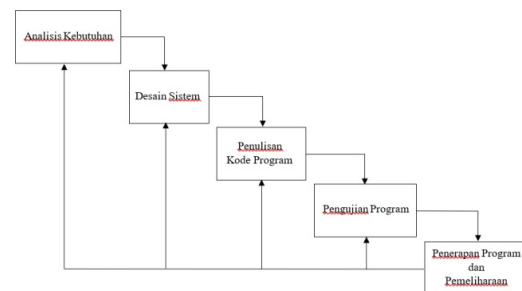 Analisis Kebutuhan
Desain Sistem
Penulisan
Kode Program
Pengujian Program
Penerapan Program
dan
Pemeliharaan